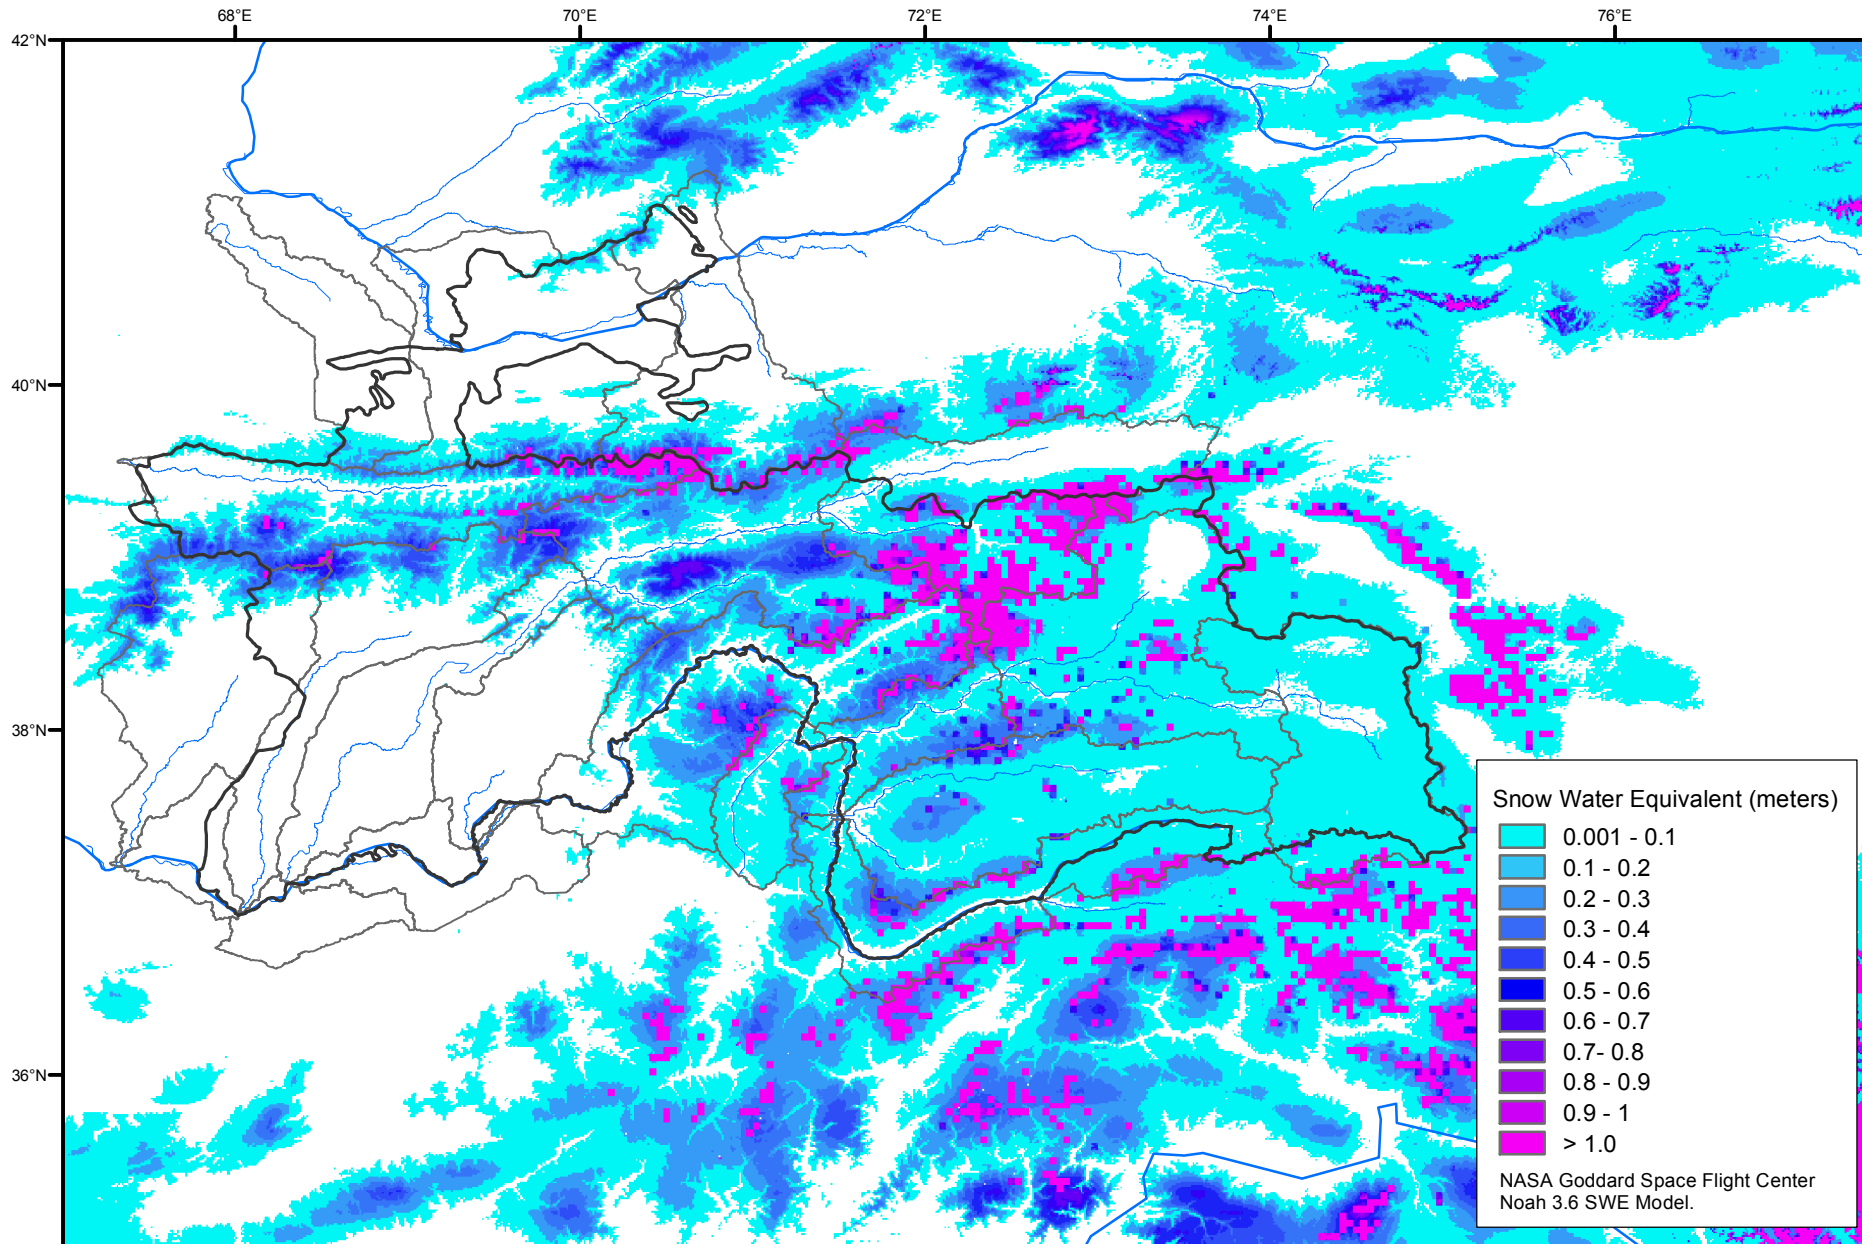 68°E
70°E
72°E
74°E
76°E
42°N
40°N
38°N
36°N
Snow Water Equivalent (meters)
0.001 - 0.1
0.1 - 0.2
0.2 - 0.3
0.3 - 0.4
0.4 - 0.5
0.5 - 0.6
0.6 - 0.7
0.7- 0.8
0.8 - 0.9
0.9 - 1
> 1.0
NASA Goddard Space Flight Center
Noah 3.6 SWE Model.